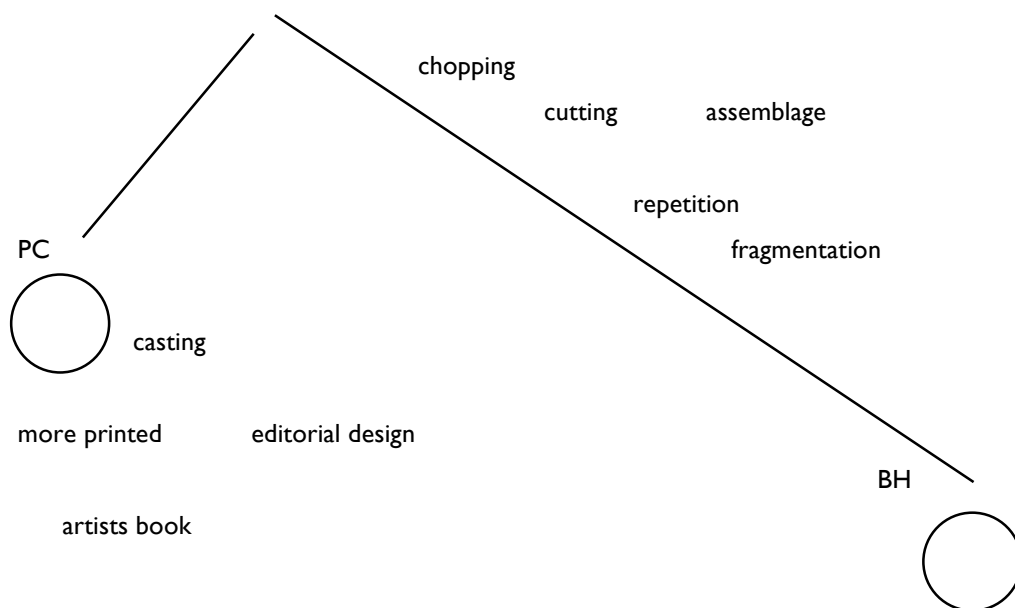 chopping
cutting assemblage
repetition
fragmentation
PC
casting
more printed editorial design
BH
artists book